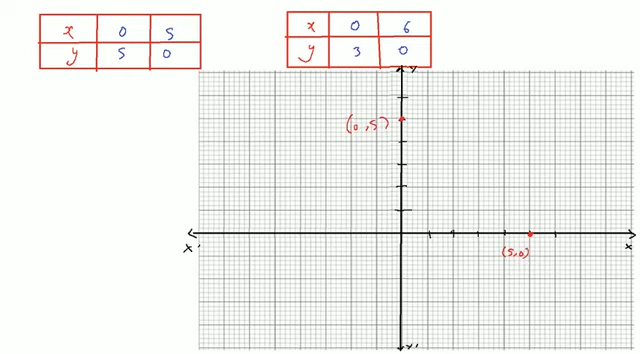 x 0 5
y 5 0
x 0 6
y 3 0
y
(0,5)
x' x
(5,0)
x'